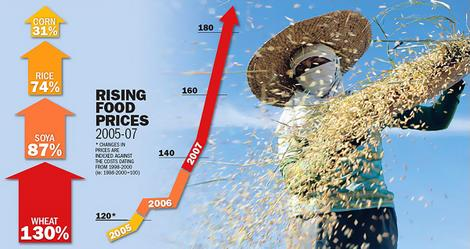 CORN
31%
RICE
74%
SOYA
87%
WHEAT
130%
RISING
FOOD
PRICES
2005-07
* CHANGES IN
PRICES ARE
INDEXED AGAINST
THE COSTS DATING
FROM 1998-2000
(ie: 1998-2000=100)
180
160
140
120*
2005
2006
2007